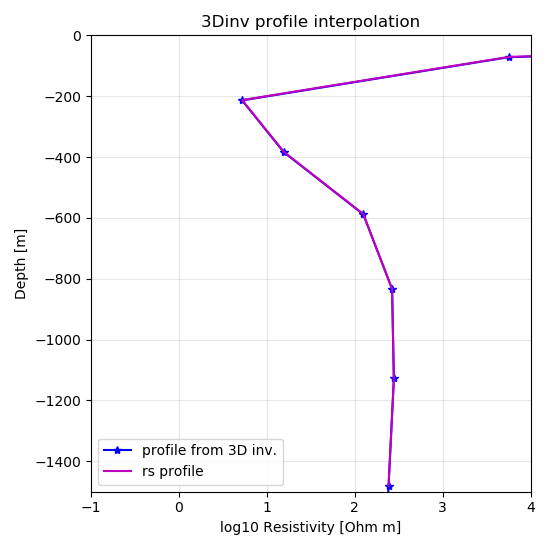 3Dinv profile interpolation
0
−200
−400
−600
−800
−1000
−1200
−1400
Depth [m]
profile from 3D inv.
rs profile
−1 0 1 2 3 4
log10 Resistivity [Ohm m]